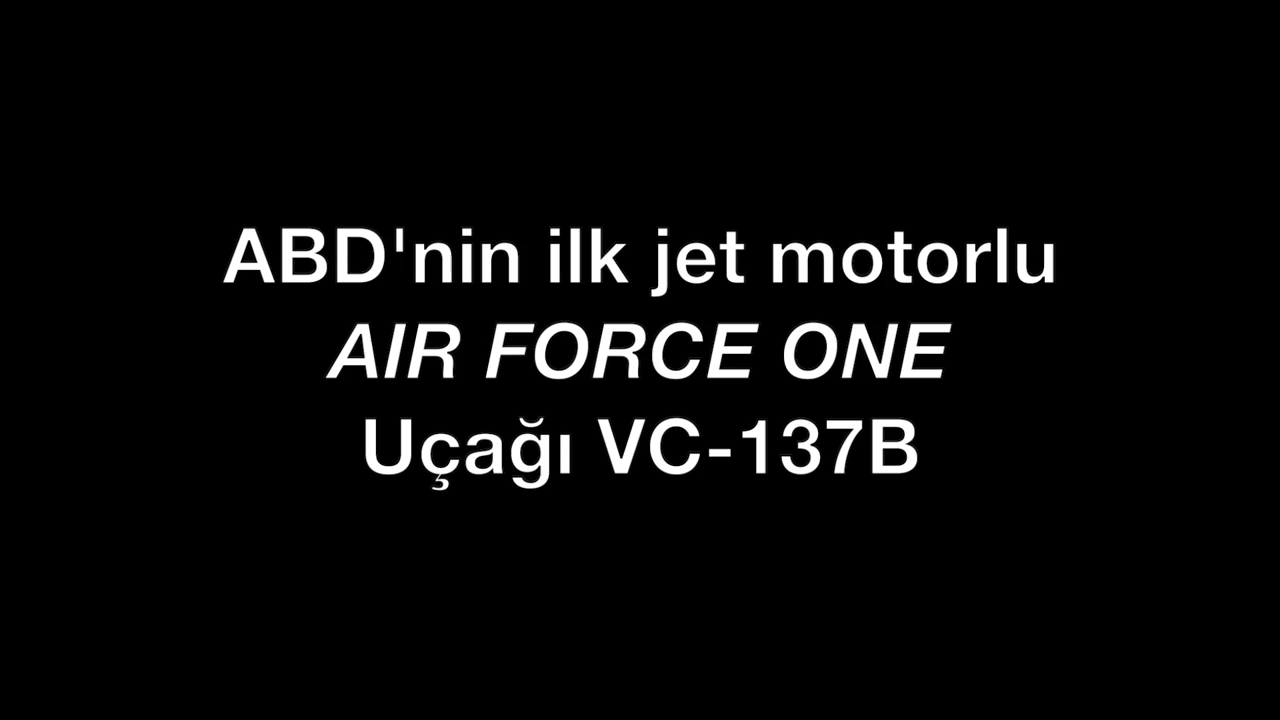 ABD'nin ilk jet motorlu
AIR FORCE ONE
Uçağı VC-137B